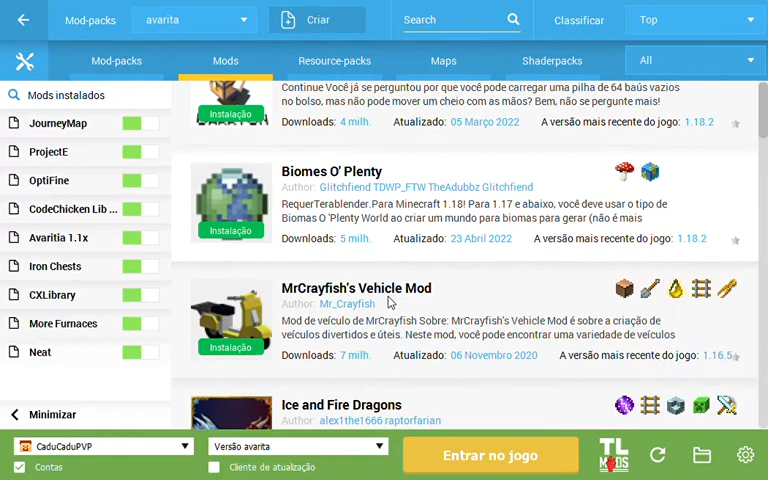 Mod-packs avarita Criar Search Classificar Top
Mod-packs Mods Resource-packs Maps Shaderpacks All
Mods instalados
JourneyMap
ProjectE
OptiFine
CodeChicken Lib ...
Avaritia 1.1x
Iron Chests
CXLibrary
More Furnaces
Neat
Minimizar
Continue Você já se perguntou por que você pode carregar uma pilha de 64 baús vazios
no bolso, mas não pode mover um cheio com as mãos? Bem, não se pergunte mais!
Instalação
Downloads: 4 milh. Atualizado: 05 Março 2022 A versão mais recente do jogo: 1.18.2
Biomes O' Plenty
Author: Glitchfiend TDWP_FTW TheAdubbz Glitchfiend
RequerTerablender.Para Minecraft 1.18! Para 1.17 e abaixo, você deve usar o tipo de
Biomas O 'Plenty World ao criar um mundo para biomas para gerar (não é mais
Instalação
Downloads: 5 milh. Atualizado: 23 Abril 2022 A versão mais recente do jogo: 1.18.2
MrCrayfish's Vehicle Mod
Author: Mr_Crayfish
Mod de veículo de MrCrayfish Sobre: MrCrayfish's Vehicle Mod é sobre a criação de
veículos divertidos e úteis. Neste mod, você pode encontrar uma variedade de veículos
Instalação
Downloads: 7 milh. Atualizado: 06 Novembro 2020 A versão mais recente do jogo: 1.16.5
Ice and Fire Dragons
Author: alex1the1666 raptorfarian
CaduCaduPVP Versão avarita Entrar no jogo TL
MODS
Contas Cliente de atualização